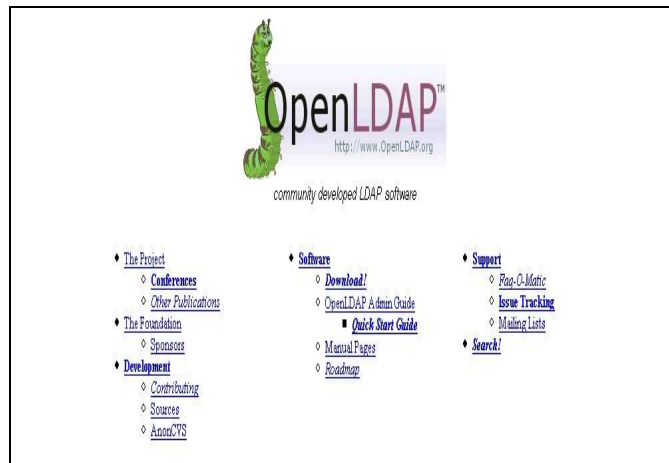 OpenLDAP™
http://www.OpenLDAP.org
community developed LDAP software
The Project
Conferences
Other Publications
The Foundation
Sponsors
Development
Contributing
Sources
AnonCVS
Software
Download!
OpenLDAP Admin Guide
Quick Start Guide
Manual Pages
Roadmap
Support
Faq-O-Matic
Issue Tracking
Mailing Lists
Search!